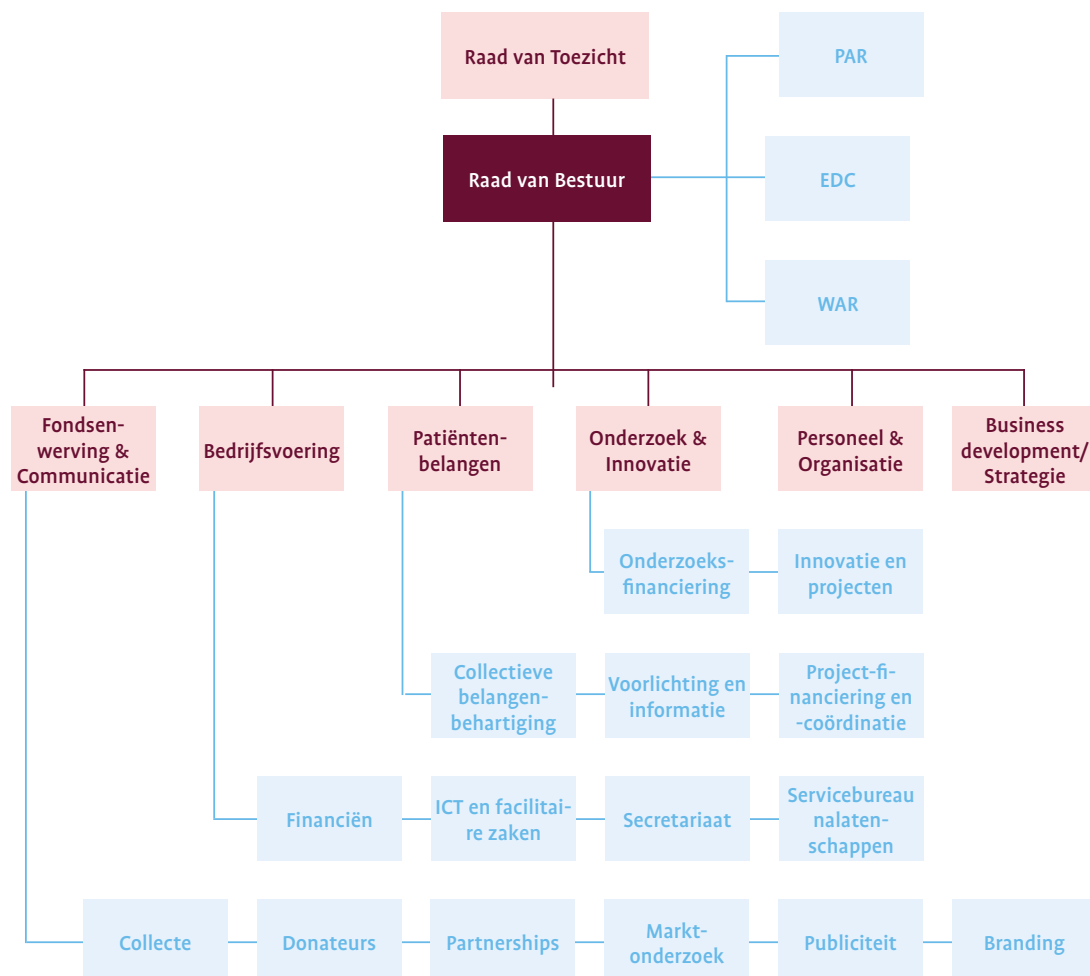 Raad van Toezicht
PAR
Raad van Bestuur
EDC
WAR
Fondsen-
werving &
Communicatie
Bedrijfsvoering
Patiënten-
belangen
Onderzoek &
Innovatie
Personeel &
Organisatie
Business
development/
Strategie
Onderzoeks-
financiering
Innovatie en
projecten
Collectieve
belangen-
behartiging
Voorlichting en
informatie
Project-fi-
nanciering en
-coördinatie
Financiën
ICT en facilitai-
re zaken
Secretariaat
Servicebureau
nalaten-
schappen
Collecte
Donateurs
Partnerships
Markt-
onderzoek
Publiciteit
Branding